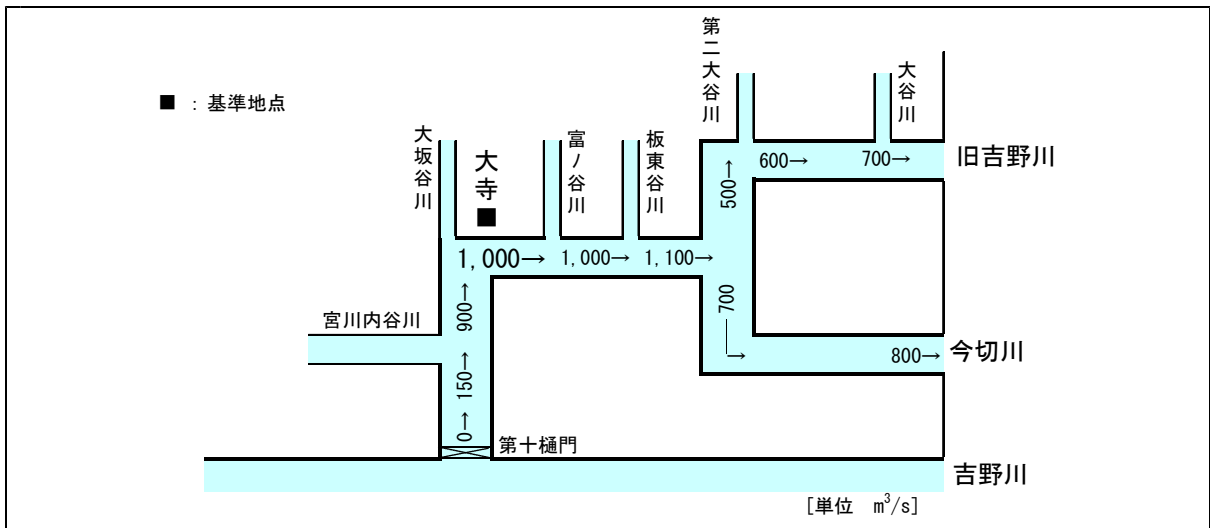 ■ : 基準地点
大坂谷川
大寺
■
富ノ谷川
板東谷川
第二大谷川
大谷川
600→
700→
旧吉野川
500→
1,000→
1,000→
1,100→
900→
宮川内谷川
700
→
800→
今切川
150→
0→
第十樋門
吉野川
[単位 m³/s]